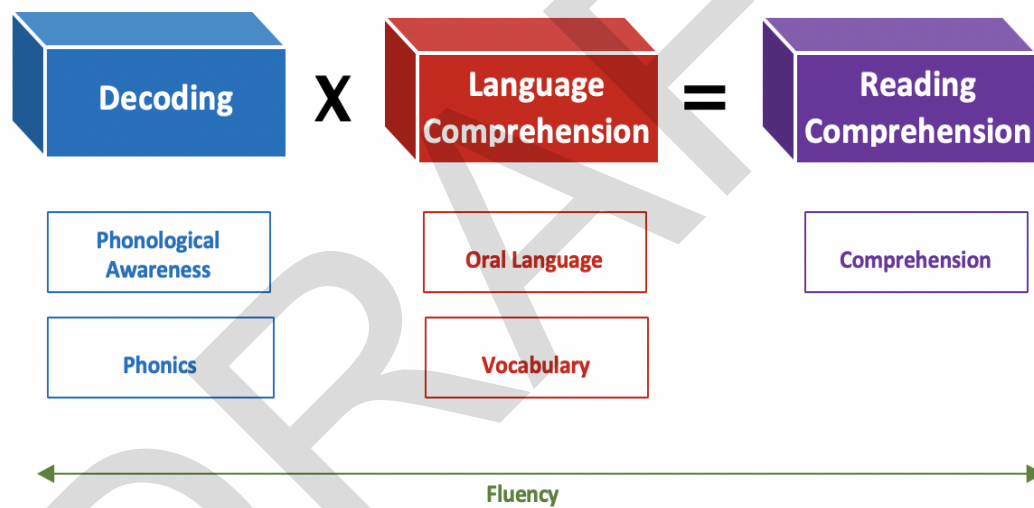 Decoding
X
Language
Comprehension
=
Reading
Comprehension
Phonological
Awareness
Oral Language
Comprehension
Phonics
Vocabulary
Fluency
DRAFT